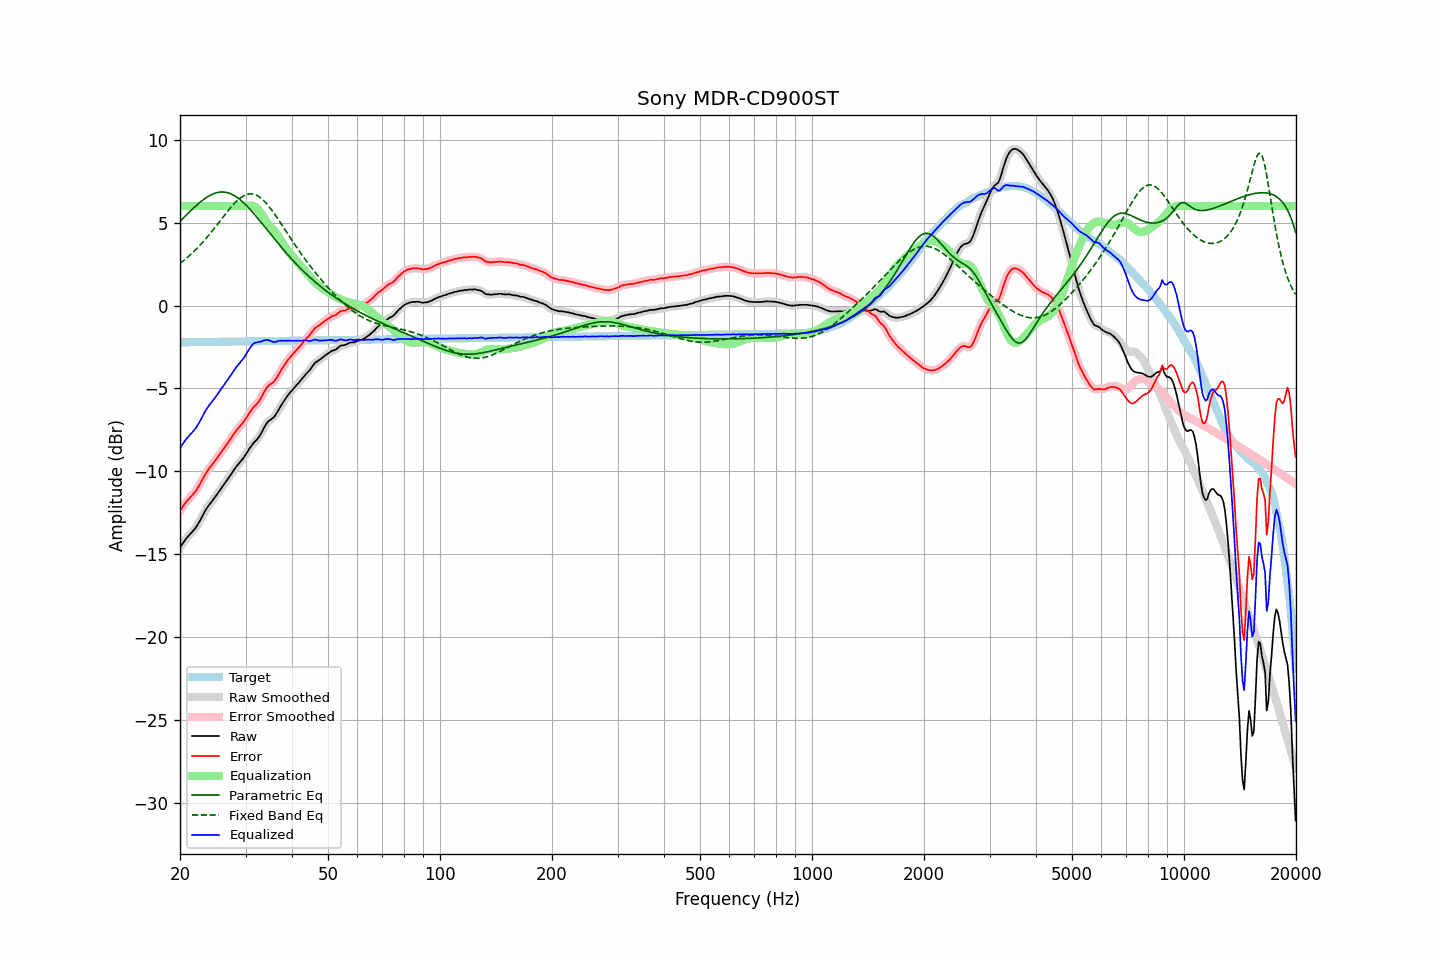 Sony MDR-CD900ST
Amplitude (dBr)
10
5
0
−5
−10
−15
−20
−25
−30
Target
Raw Smoothed
Error Smoothed
Raw
Error
Equalization
Parametric Eq
Fixed Band Eq
Equalized
20 50 100 200 500 1000 2000 5000 10000 20000
Frequency (Hz)